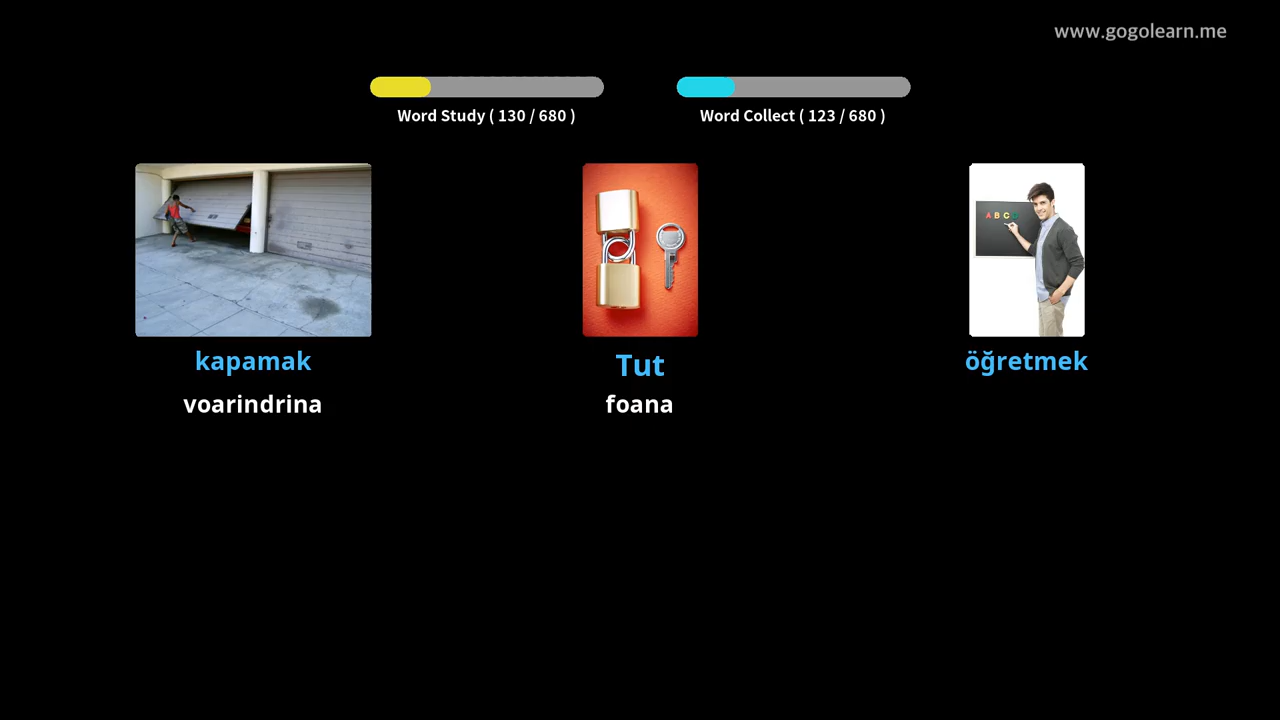 www.gogolearn.me
Word Study ( 130 / 680 )
Word Collect ( 123 / 680 )
A B C D
kapamak
Tut
öğretmek
voarindrina
foana